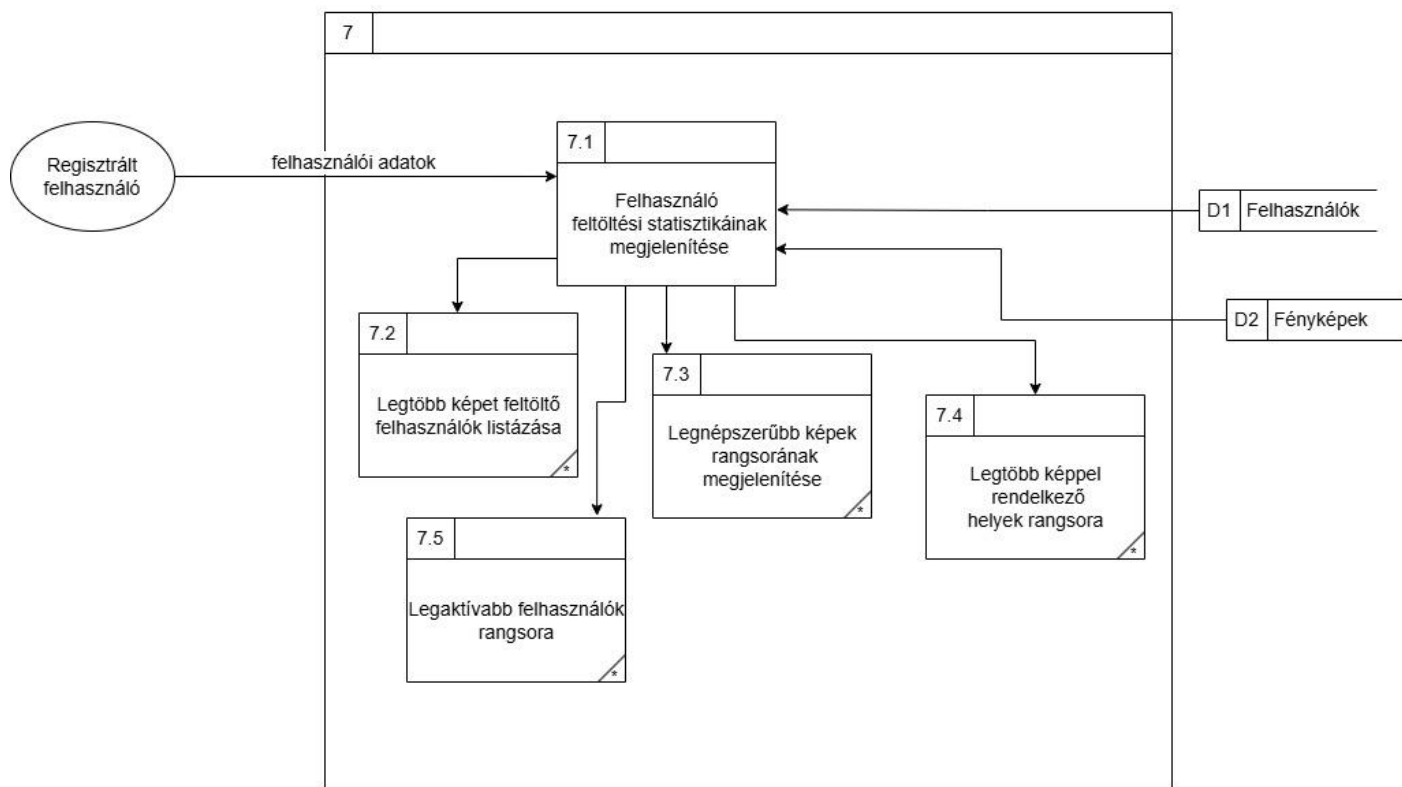 7
7.1
Regisztrált
felhasználó
felhasználói adatok
Felhasználó
feltöltési statisztikáinak
megjelenítése
D1 Felhasználók
D2 Fényképek
7.2
Legtöbb képet feltöltő
felhasználók listázása
*
7.3
Legnépszerűbb képek
rangsorának
megjelenítése
*
7.4
Legtöbb képpel
rendelkező
helyek rangsora
*
7.5
Legaktívabb felhasználók
rangsora
*